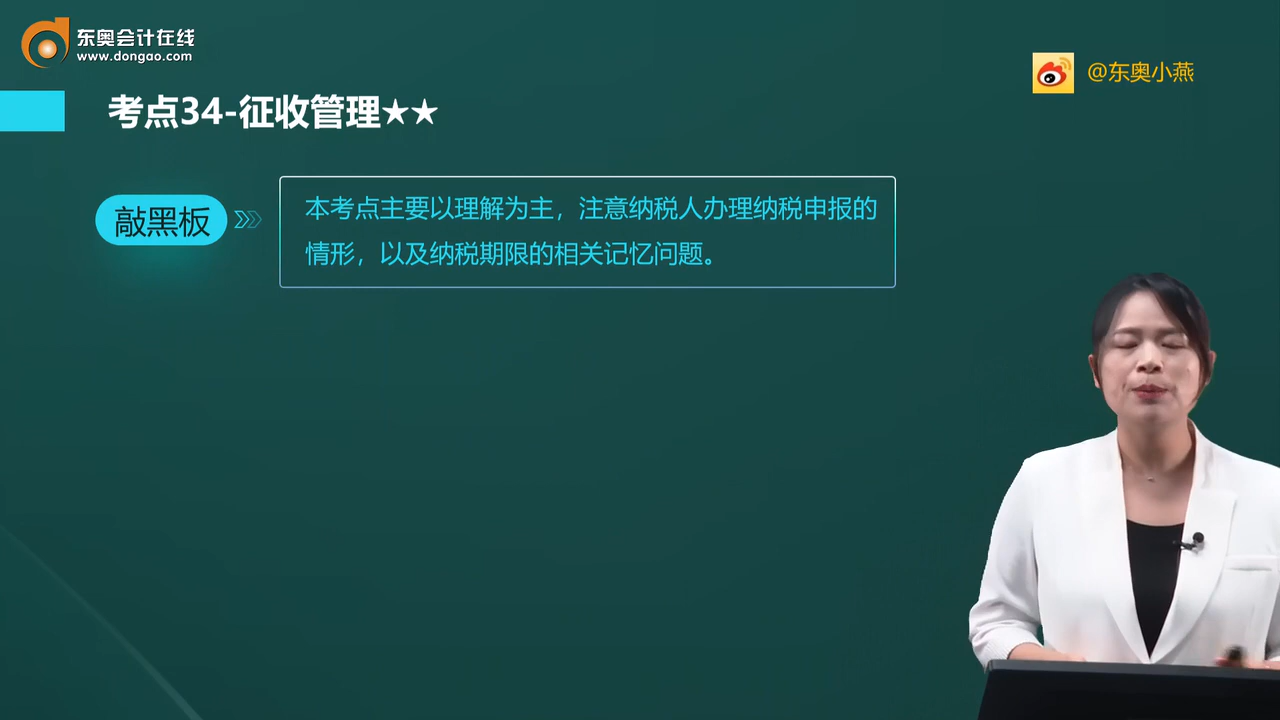 东奥会计在线
www.dongao.com
@东奥小燕
考点34-征收管理★★
敲黑板
本考点主要以理解为主，注意纳税人办理纳税申报的
情形，以及纳税期限的相关记忆问题。